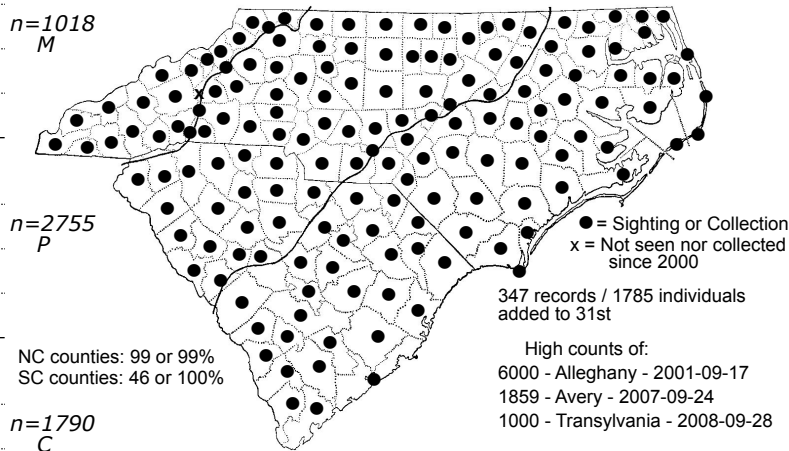 n=1018
M
n=2755
P
n=1790
C
x
● = Sighting or Collection
x = Not seen nor collected
since 2000
347 records / 1785 individuals
added to 31st
NC counties: 99 or 99%
SC counties: 46 or 100%
High counts of:
6000 - Alleghany - 2001-09-17
1859 - Avery - 2007-09-24
1000 - Transylvania - 2008-09-28